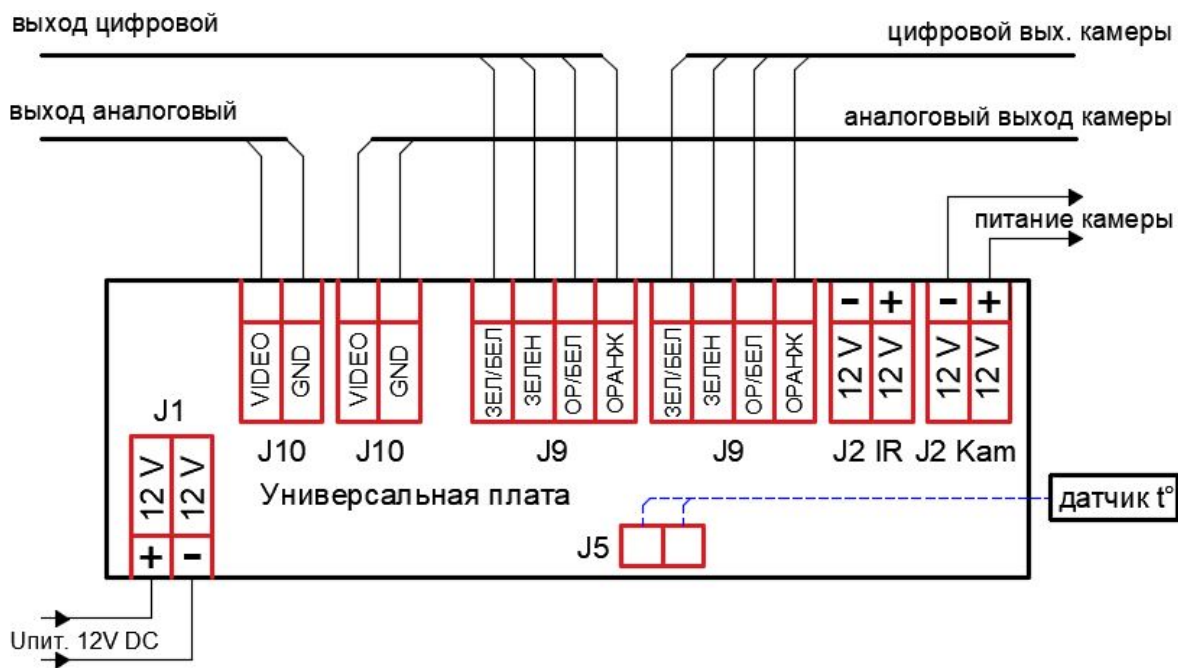 выход цифровой
цифровой вых. камеры
выход аналоговый
аналоговый выход камеры
питание камеры
VIDEO
GND
VIDEO
GND
ЗЕЛ/БЕЛ
ЗЕЛЕН
ОР/БЕЛ
ОРАНЖ
ЗЕЛ/БЕЛ
ЗЕЛЕН
ОР/БЕЛ
ОРАНЖ
- +
12 V
12 V
- +
12 V
12 V
J10
J10
J9
J9
J2 IR
J2 Kam
J1
12 V
12 V
+ -
Универсальная плата
J5
датчик t°
Uпит. 12V DC